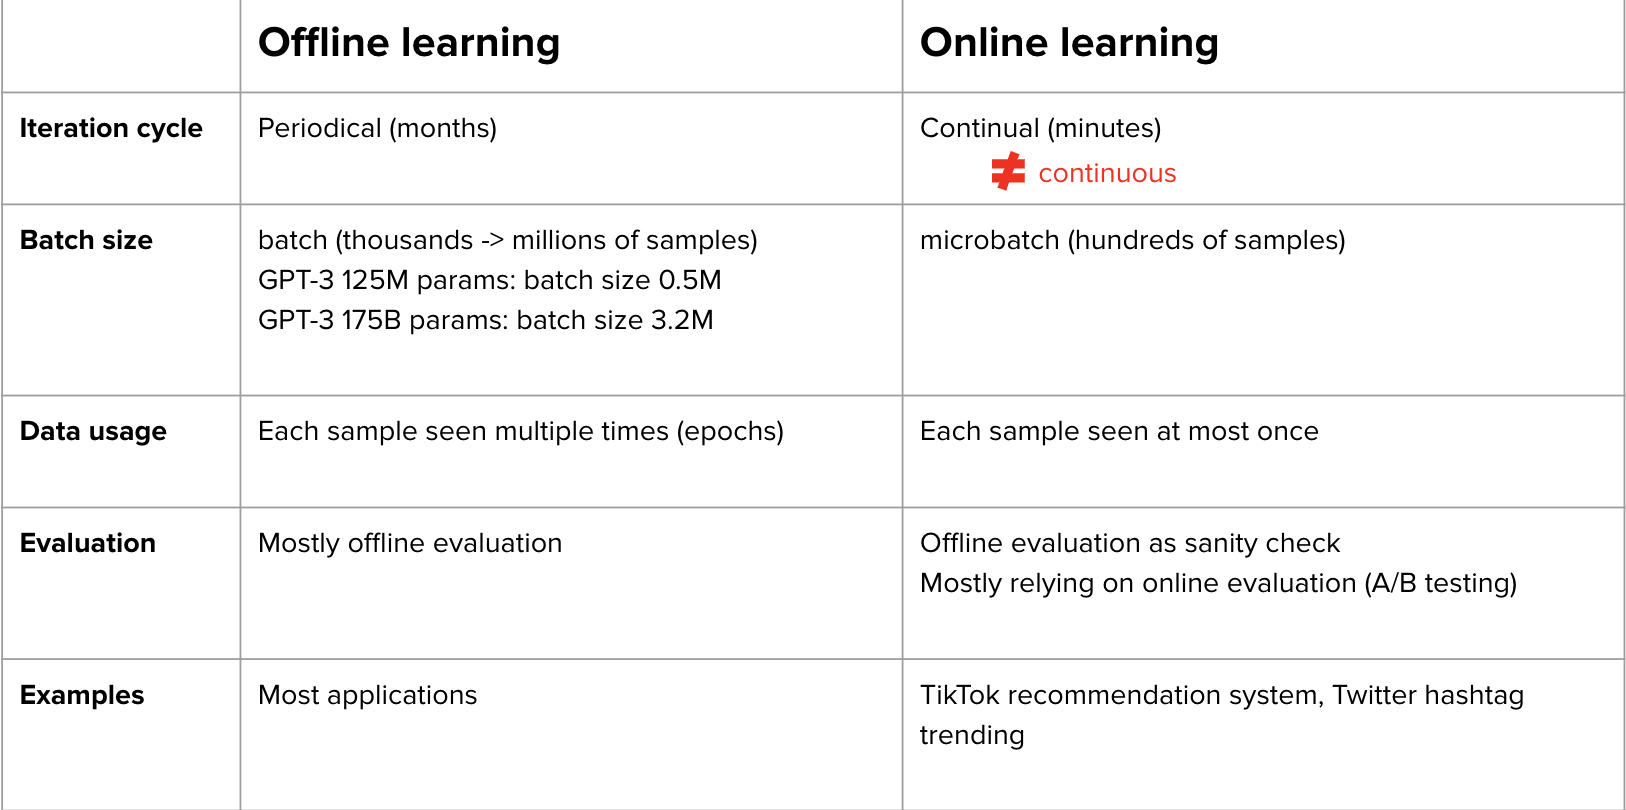 Offline learning
Online learning
Iteration cycle
Periodical (months)
Continual (minutes)
≠ continuous
Batch size
batch (thousands -> millions of samples)
GPT-3 125M params: batch size 0.5M
GPT-3 175B params: batch size 3.2M
microbatch (hundreds of samples)
Data usage
Each sample seen multiple times (epochs)
Each sample seen at most once
Evaluation
Mostly offline evaluation
Offline evaluation as sanity check
Mostly relying on online evaluation (A/B testing)
Examples
Most applications
TikTok recommendation system, Twitter hashtag
trending